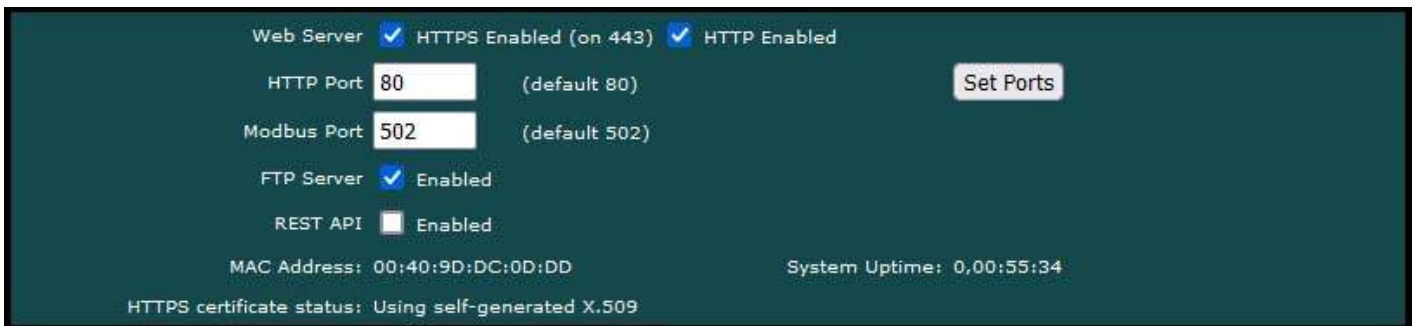 Web Server HTTPS Enabled (on 443) HTTP Enabled
HTTP Port 80 (default 80) Set Ports
Modbus Port 502 (default 502)
FTP Server Enabled
REST API Enabled
MAC Address: 00:40:9D:DC:0D:DD System Uptime: 0,00:55:34
HTTPS certificate status: Using self-generated X.509